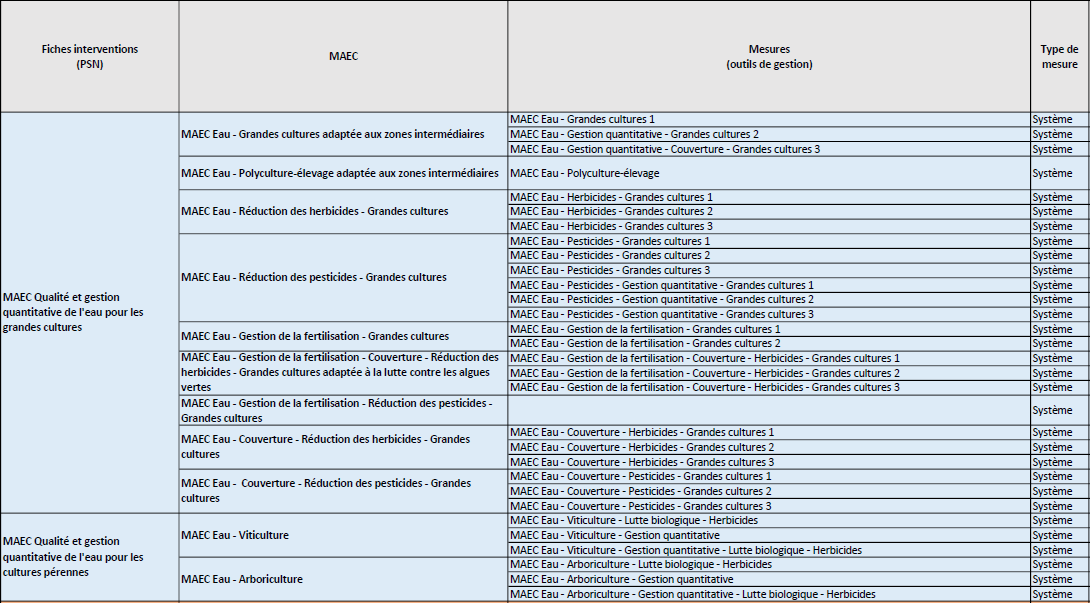 Fiches interventions
(PSN)
MAEC
Mesures
(outils de gestion)
Type de
mesure
MAEC Qualité et gestion
quantitative de l'eau pour les
grandes cultures
MAEC Eau - Grandes cultures adaptée aux zones intermédiaires
MAEC Eau - Grandes cultures 1
Système
MAEC Eau - Gestion quantitative - Grandes cultures 2
Système
MAEC Eau - Gestion quantitative - Couverture - Grandes cultures 3
Système
MAEC Eau - Polyculture-élevage adaptée aux zones intermédiaires
MAEC Eau - Polyculture-élevage
Système
MAEC Eau - Réduction des herbicides - Grandes cultures
MAEC Eau - Herbicides - Grandes cultures 1
Système
MAEC Eau - Herbicides - Grandes cultures 2
Système
MAEC Eau - Herbicides - Grandes cultures 3
Système
MAEC Eau - Réduction des pesticides - Grandes cultures
MAEC Eau - Pesticides - Grandes cultures 1
Système
MAEC Eau - Pesticides - Grandes cultures 2
Système
MAEC Eau - Pesticides - Grandes cultures 3
Système
MAEC Eau - Pesticides - Gestion quantitative - Grandes cultures 1
Système
MAEC Eau - Pesticides - Gestion quantitative - Grandes cultures 2
Système
MAEC Eau - Pesticides - Gestion quantitative - Grandes cultures 3
Système
MAEC Eau - Gestion de la fertilisation - Grandes cultures
MAEC Eau - Gestion de la fertilisation - Grandes cultures 1
Système
MAEC Eau - Gestion de la fertilisation - Grandes cultures 2
Système
MAEC Eau - Gestion de la fertilisation - Couverture - Réduction des
herbicides - Grandes cultures adaptée à la lutte contre les algues
vertes
MAEC Eau - Gestion de la fertilisation - Couverture - Herbicides - Grandes cultures 1
Système
MAEC Eau - Gestion de la fertilisation - Couverture - Herbicides - Grandes cultures 2
Système
MAEC Eau - Gestion de la fertilisation - Couverture - Herbicides - Grandes cultures 3
Système
MAEC Eau - Gestion de la fertilisation - Réduction des pesticides -
Grandes cultures
Système
MAEC Eau - Couverture - Réduction des herbicides - Grandes
cultures
MAEC Eau - Couverture - Herbicides - Grandes cultures 1
Système
MAEC Eau - Couverture - Herbicides - Grandes cultures 2
Système
MAEC Eau - Couverture - Herbicides - Grandes cultures 3
Système
MAEC Eau - Couverture - Réduction des pesticides - Grandes
cultures
MAEC Eau - Couverture - Pesticides - Grandes cultures 1
Système
MAEC Eau - Couverture - Pesticides - Grandes cultures 2
Système
MAEC Eau - Couverture - Pesticides - Grandes cultures 3
Système
MAEC Qualité et gestion
quantitative de l'eau pour les
cultures pérennes
MAEC Eau - Viticulture
MAEC Eau - Viticulture - Lutte biologique - Herbicides
Système
MAEC Eau - Viticulture - Gestion quantitative
Système
MAEC Eau - Viticulture - Gestion quantitative - Lutte biologique - Herbicides
Système
MAEC Eau - Arboriculture
MAEC Eau - Arboriculture - Lutte biologique - Herbicides
Système
MAEC Eau - Arboriculture - Gestion quantitative
Système
MAEC Eau - Arboriculture - Gestion quantitative - Lutte biologique - Herbicides
Système